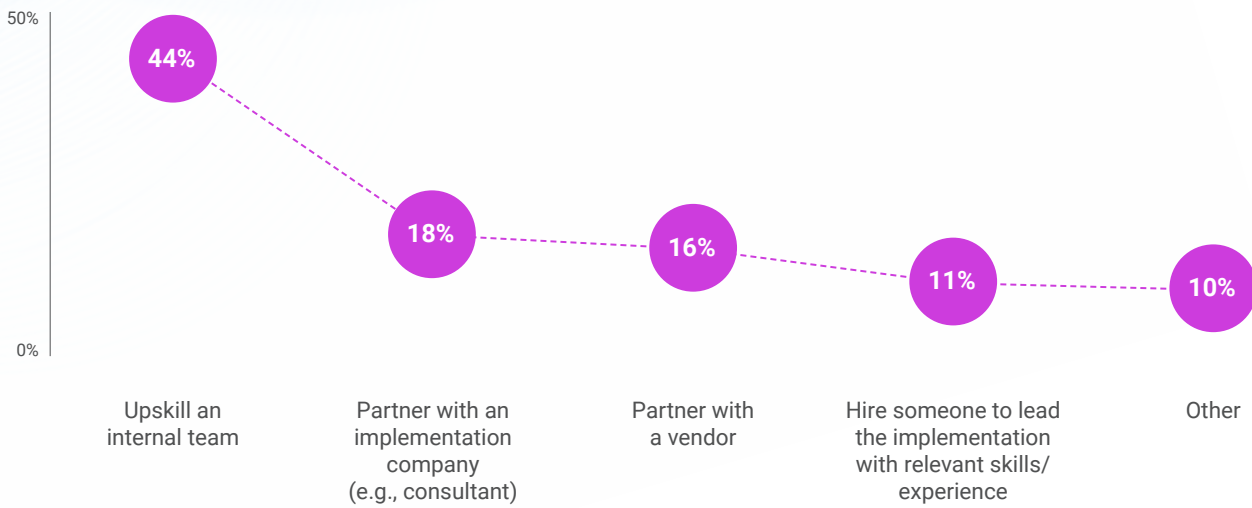 50%
44%
18%
16%
11%
10%
0%
Upskill an
internal team
Partner with an
implementation
company
(e.g., consultant)
Partner with
a vendor
Hire someone to lead
the implementation
with relevant skills/
experience
Other